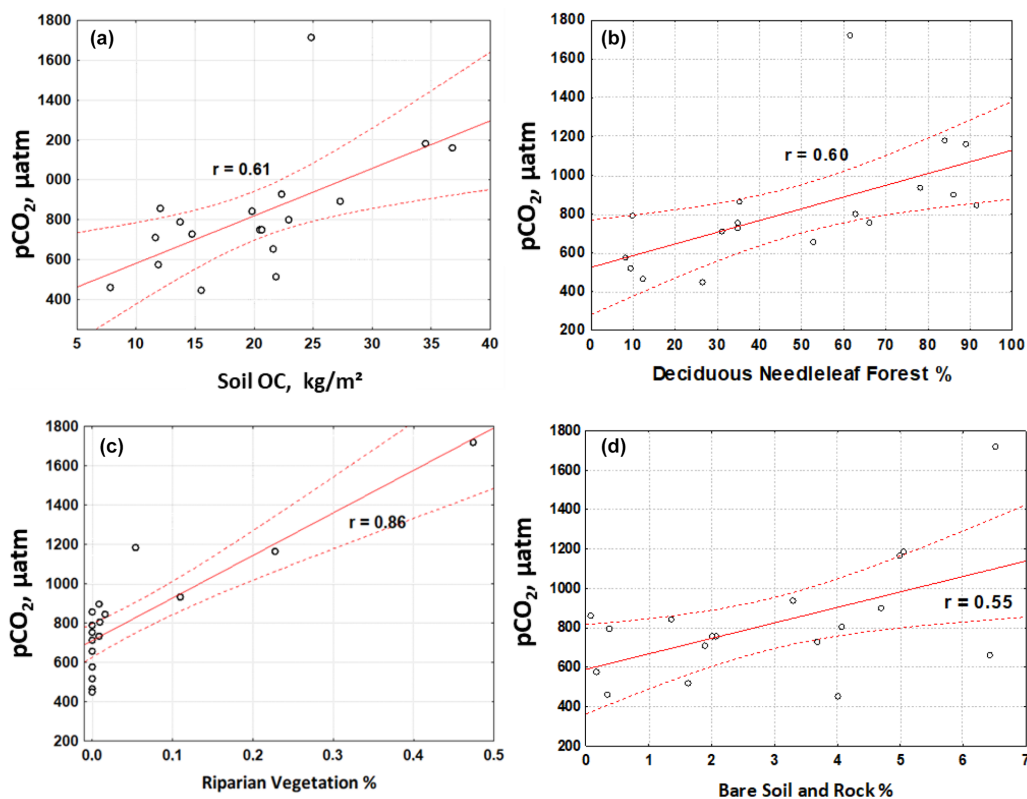 (a)
pCO₂, µatm
1800
1600
1400
200
000
800
600
400
r = 0.61
5 10 15 20 25 30 35 40
Soil OC, kg/m²
(b)
pCO₂, µatm
1800
1600
1400
1200
1000
800
600
400
200
r = 0.60
0 10 20 30 40 50 60 70 80 90 100
Deciduous Needleleaf Forest %
(c)
pCO₂, µatm
1800
1600
1400
1200
1000
800
600
400
200
r = 0.86
0.0 0.1 0.2 0.3 0.4 0.5
Riparian Vegetation %
(d)
pCO₂, µatm
1800
1600
1400
1200
1000
800
600
400
200
r = 0.55
0 1 2 3 4 5 6 7
Bare Soil and Rock %